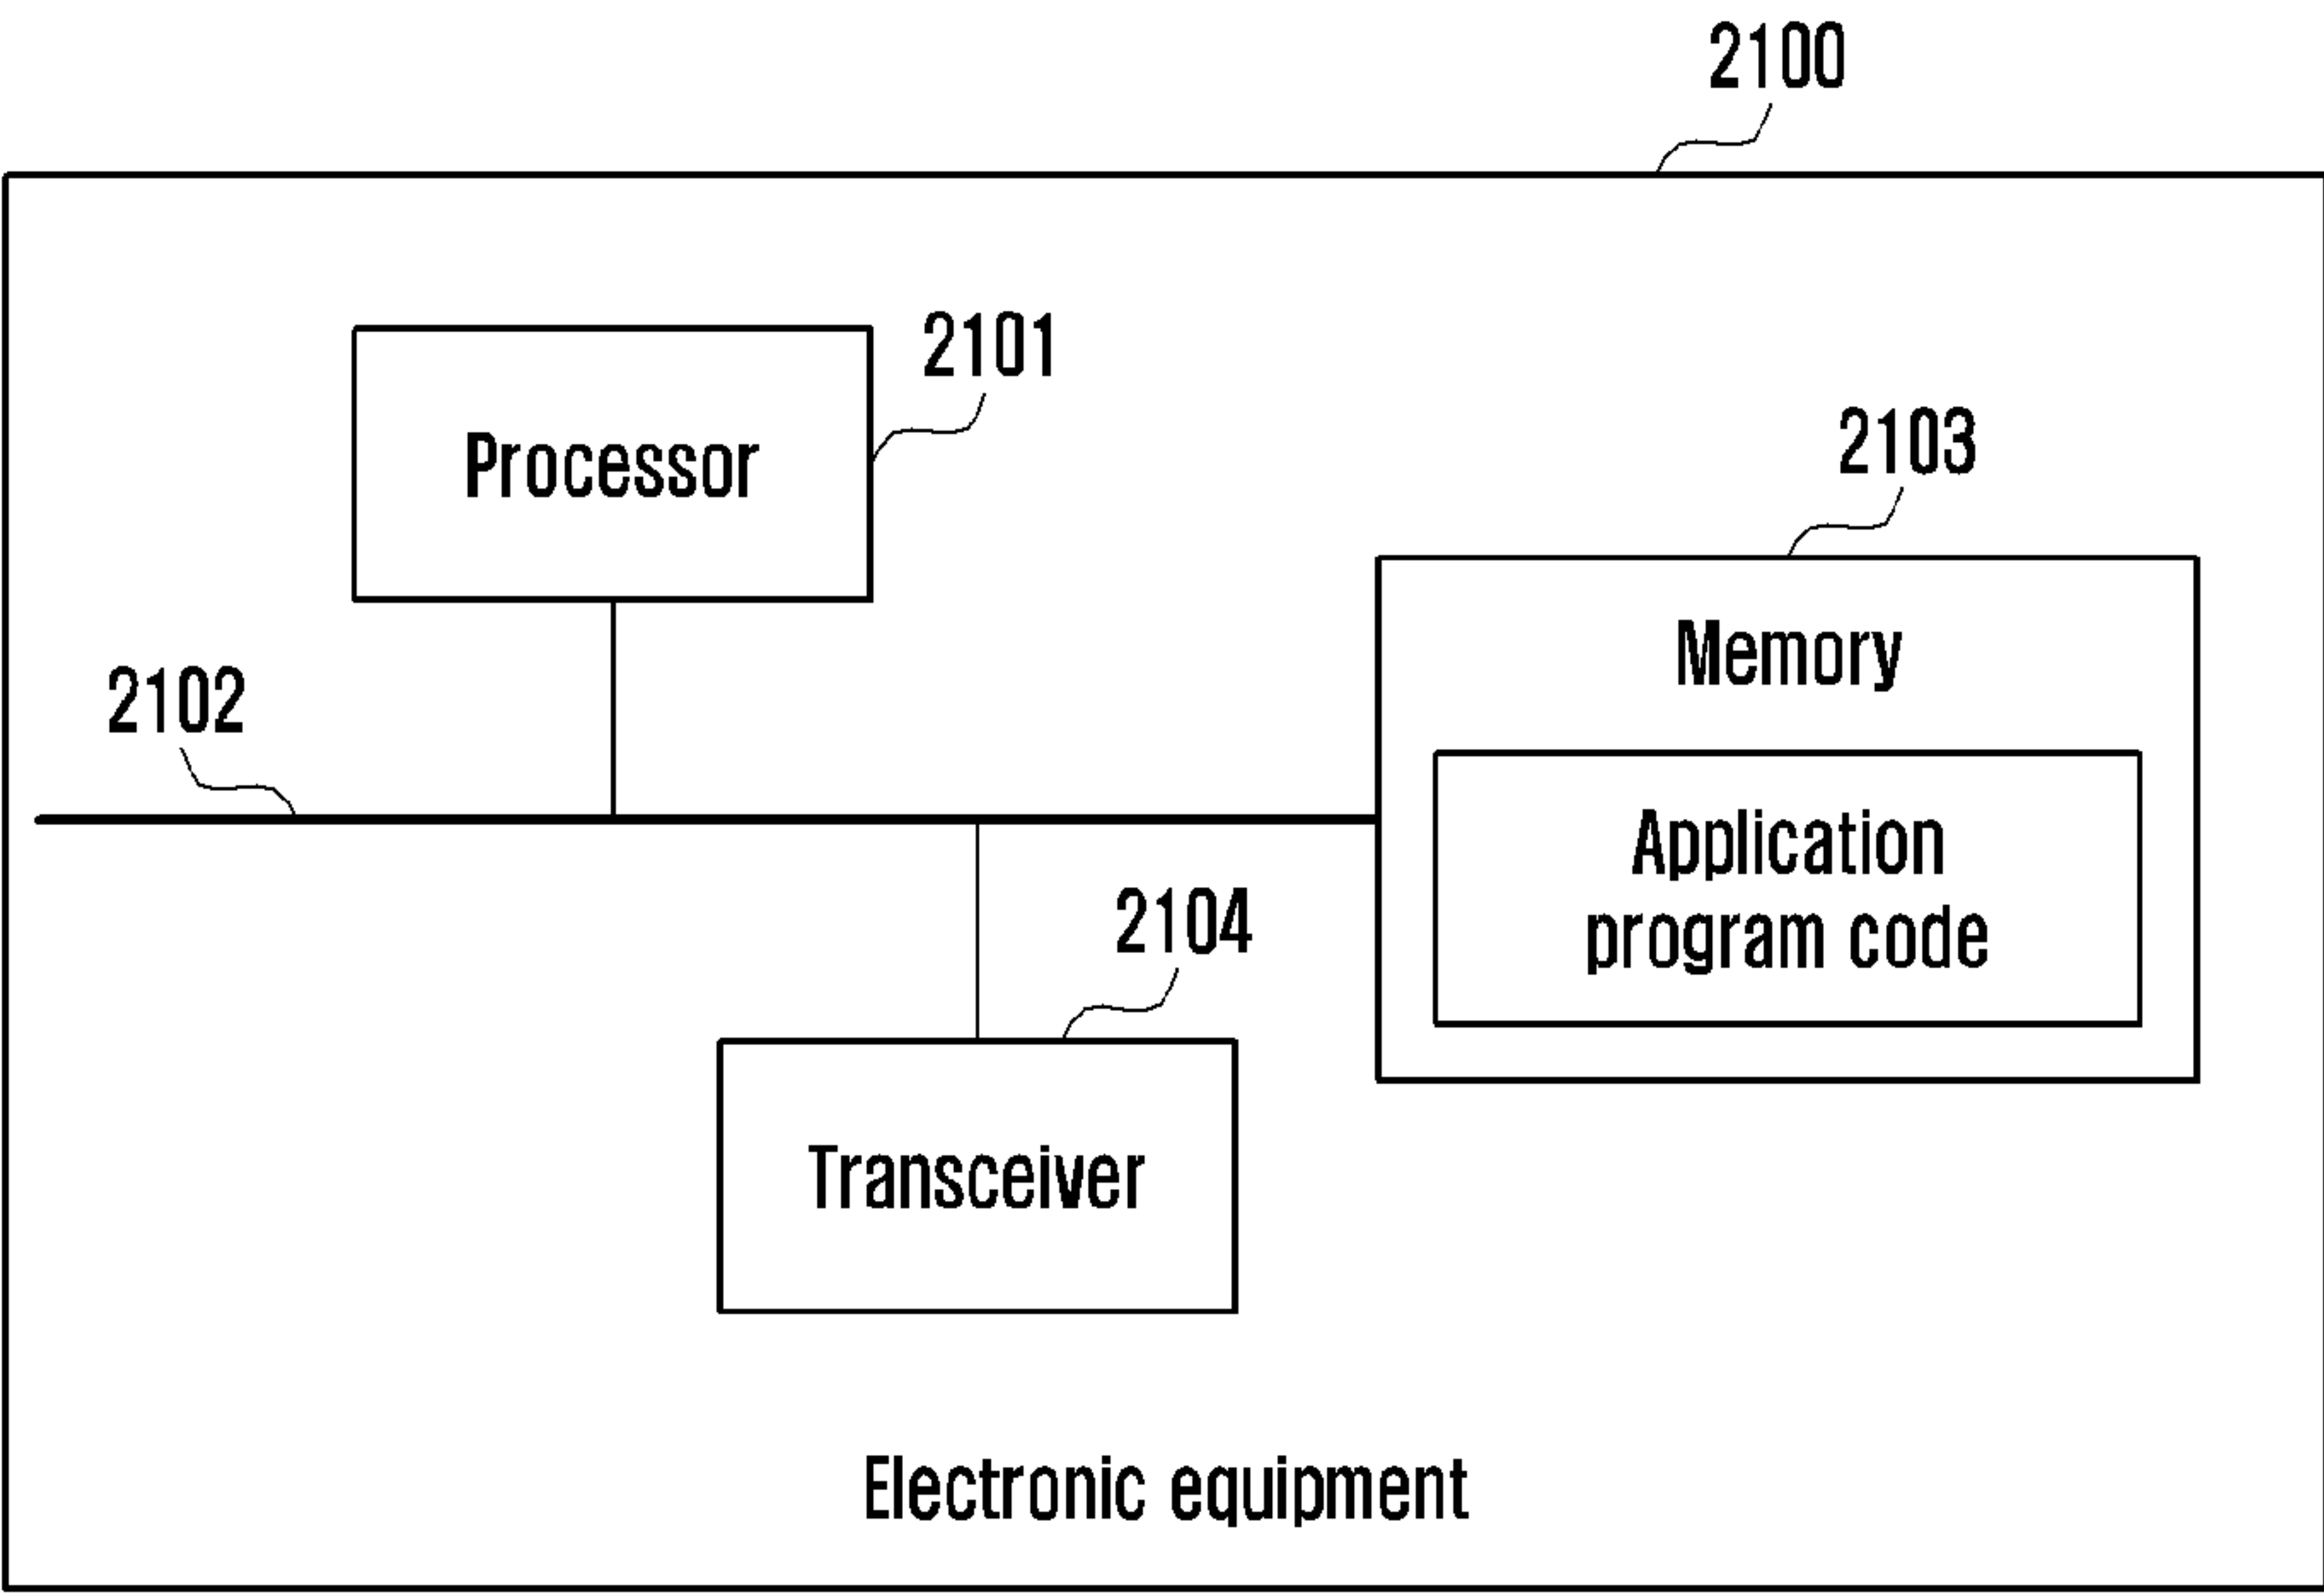 2100
2101
Processor
2103
Memory
2102
Application
program code
2104
Transceiver
Electronic equipment